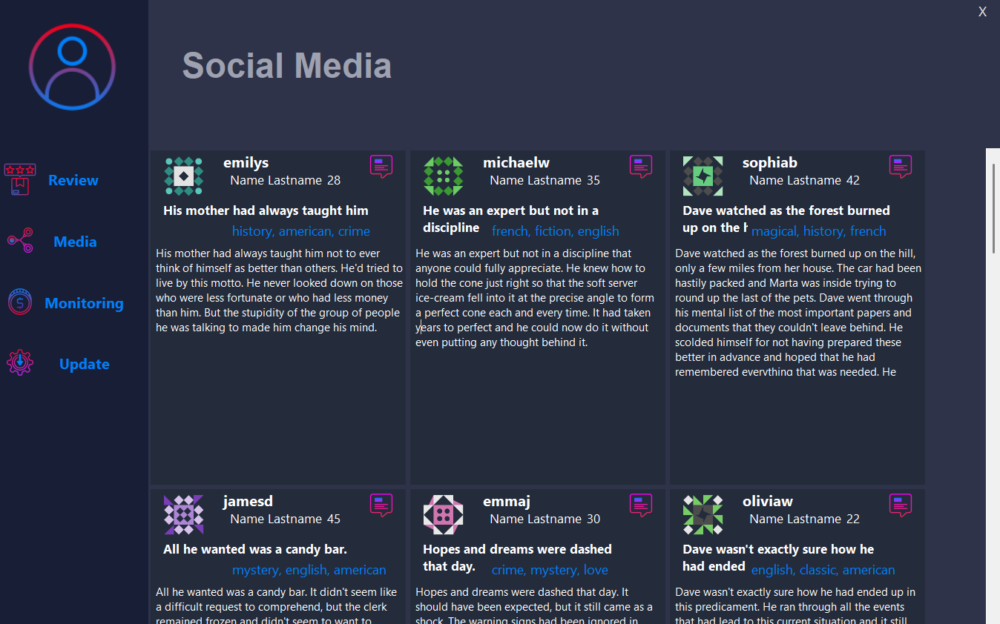 X
Social Media
Review
Media
Monitoring
Update
emilys
Name Lastname 28
His mother had always taught him
history, american, crime
His mother had always taught him not to ever
think of himself as better than others. He'd tried to
live by this motto. He never looked down on those
who were less fortunate or who had less money
than him. But the stupidity of the group of people
he was talking to made him change his mind.
michaelw
Name Lastname 35
He was an expert but not in a
discipline
french, fiction, english
He was an expert but not in a discipline that
anyone could fully appreciate. He knew how to
hold the cone just right so that the soft server
ice-cream fell into it at the precise angle to form
a perfect cone each and every time. It had taken
years to perfect and he could now do it without
even putting any thought behind it.
sophiab
Name Lastname 42
Dave watched as the forest burned
up on the h
magical, history, french
Dave watched as the forest burned up on the hill,
only a few miles from her house. The car had been
hastily packed and Marta was inside trying to
round up the last of the pets. Dave went through
his mental list of the most important papers and
documents that they couldn't leave behind. He
scolded himself for not having prepared these
better in advance and hoped that he had
remembered everything that was needed. He
jamesd
Name Lastname 45
All he wanted was a candy bar.
mystery, english, american
All he wanted was a candy bar. It didn't seem like
a difficult request to comprehend, but the clerk
remained frozen and didn't seem to want to
emmaj
Name Lastname 30
Hopes and dreams were dashed
that day.
crime, mystery, love
Hopes and dreams were dashed that day. It
should have been expected, but it still came as a
shock. The warning signs had been ignored in
oliviaw
Name Lastname 22
Dave wasn't exactly sure how he
had ended
english, classic, american
Dave wasn't exactly sure how he had ended up in
this predicament. He ran through all the events
that had lead to this current situation and it still